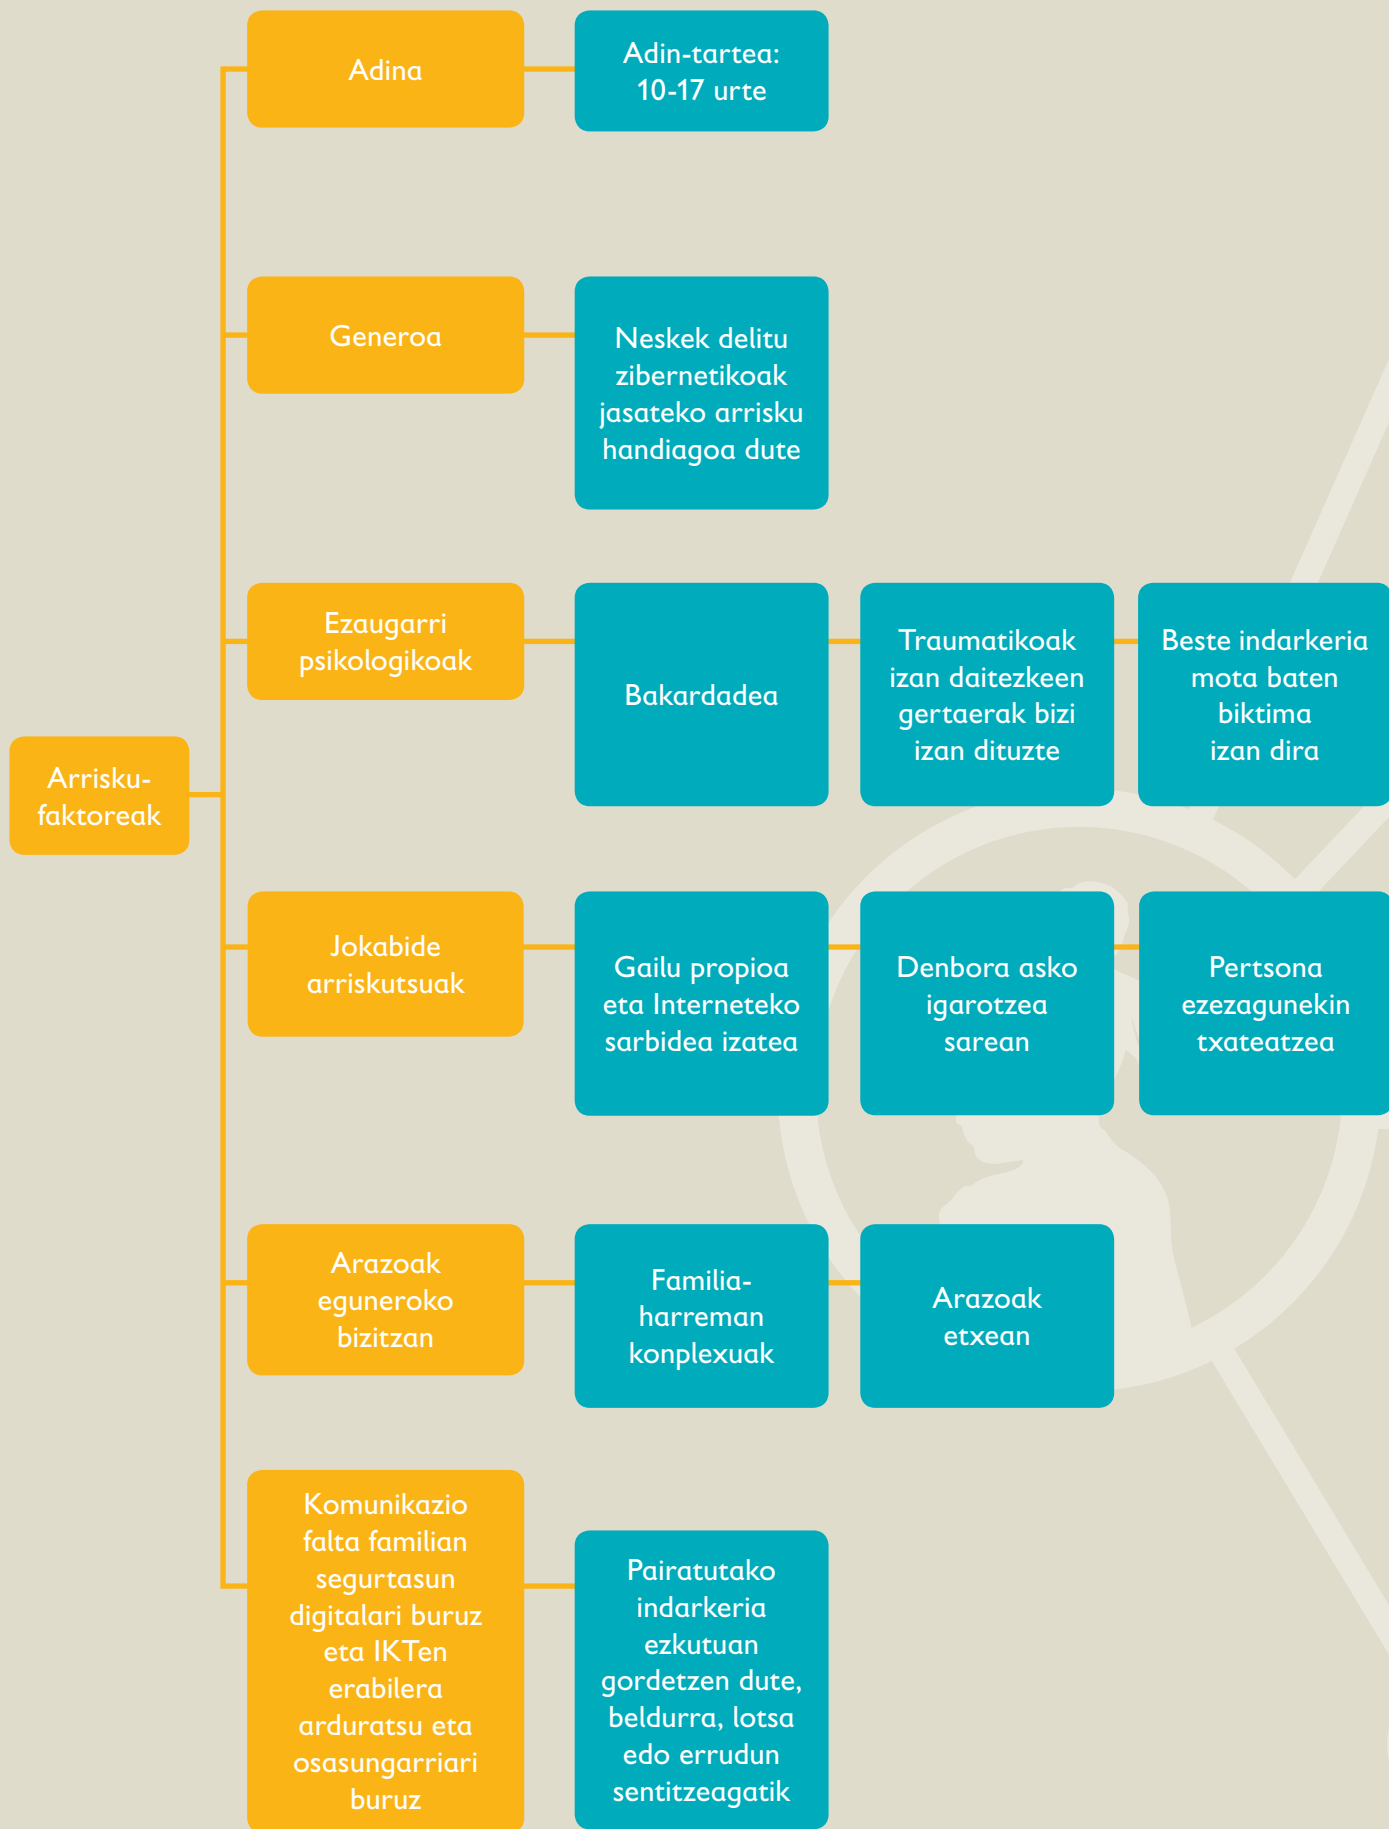 Adina
Adin-tartea:
10-17 urte
Generoa
Neskek delitu
zibernetikoak
jasateko arrisku
handiagoa dute
Ezaugarri
psikologikoak
Bakardadea
Traumatikoak
izan daitezkeen
gertaerak bizi
izan dituzte
Beste indarkeria
mota baten
biktima
izan dira
Arrisku-
faktoreak
Jokabide
arriskutsuak
Gailu propioa
eta Interneteko
sarbidea izatea
Denbora asko
igarotzea
sarean
Pertsona
ezezagunekin
txateatzea
Arazoak
eguneroko
bizitzan
Familia-
harreman
konplexuak
Arazoak
etxean
Komunikazio
falta familian
segurtasun
digitalari buruz
eta IKTen
erabilera
arduratsu eta
osasungarriari
buruz
Pairatutako
indarkeria
ezkutuan
gordetzen dute,
beldurra, lotsa
edo errudun
sentitzeagatik